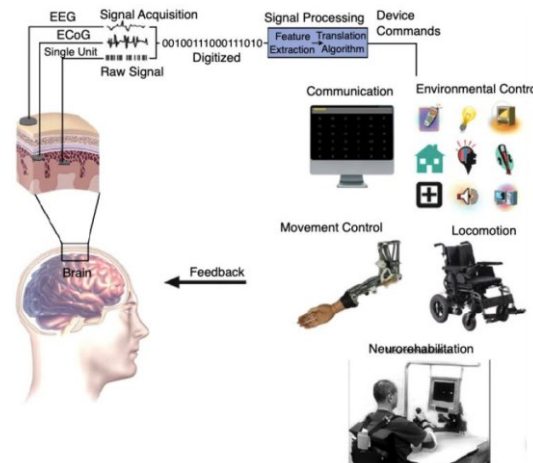 EEG
ECoG
Single Unit
Signal Acquisition
Raw Signal
00100111000111010
Digitized
Signal Processing
Feature Extraction
Translation Algorithm
Device
Commands
Communication
Environmental Control
Movement Control
Locomotion
Brain
Feedback
Neurorehabilitation